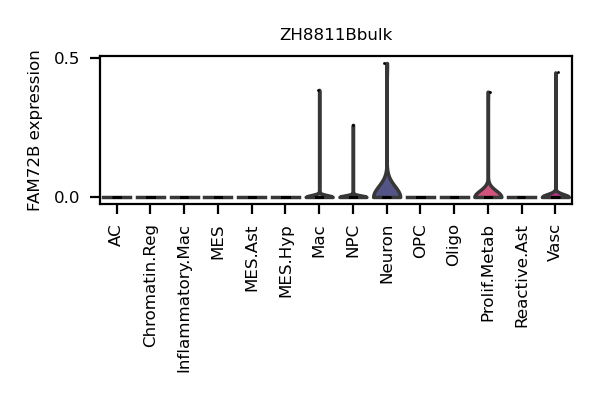 ZH8811Bbulk
FAM72B expression
0.5
0.0
AC
Chromatin.Reg
Inflammatory.Mac
MES
MES.Ast
MES.Hyp
Mac
NPC
Neuron
OPC
Oligo
Prolif.Metab
Reactive.Ast
Vasc